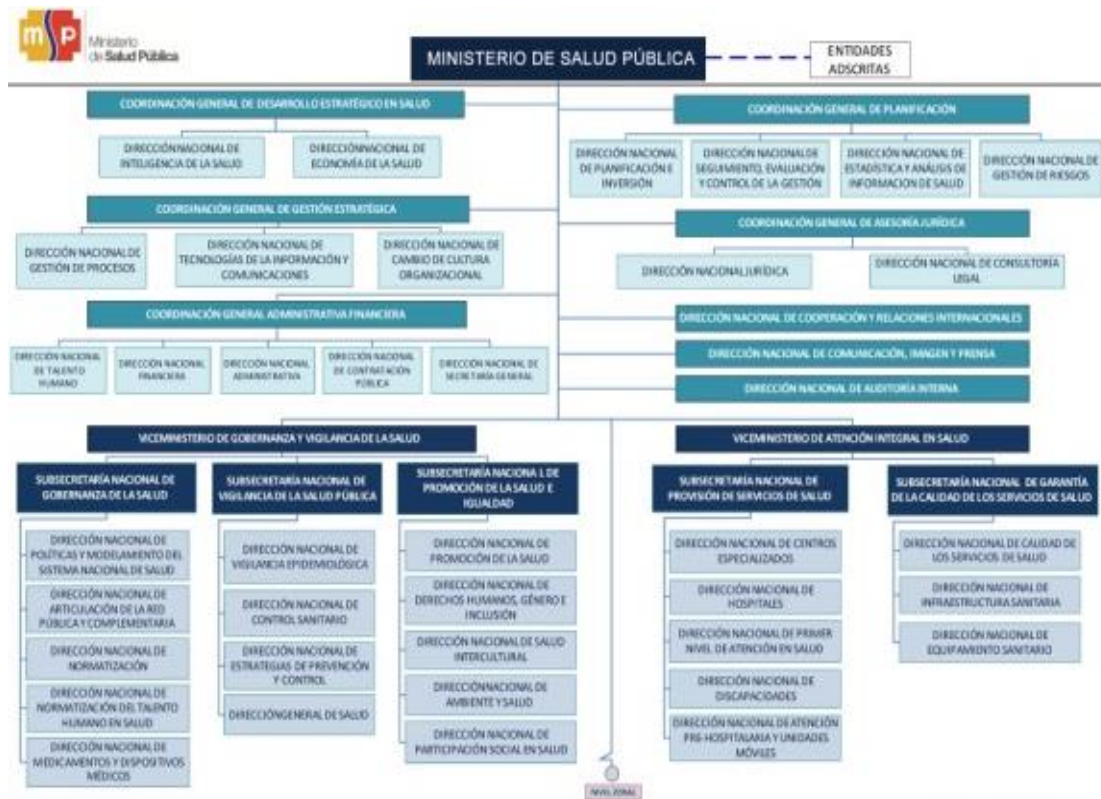 msp
Ministerio
de Salud Pública
MINISTERIO DE SALUD PÚBLICA
ENTIDADES
ADSCRITAS
COORDINACIÓN GENERAL DE DESARROLLO ESTRATÉGICO EN SALUD
DIRECCIÓN NACIONAL DE
INTELIGENCIA DE LA SALUD
DIRECCIÓN NACIONAL DE
ECONOMÍA DE LA SALUD
COORDINACIÓN GENERAL DE PLANIFICACIÓN
DIRECCIÓN NACIONAL
DE PLANIFICACIÓN E
INVERSIÓN
DIRECCIÓN NACIONAL DE
SEGUIMIENTO, EVALUACIÓN
Y CONTROL DE LA GESTIÓN
DIRECCIÓN NACIONAL DE
ESTADÍSTICA Y ANÁLISIS DE
INFORMACION DE SALUD
DIRECCIÓN NACIONAL DE
GESTIÓN DE RIESGOS
COORDINACIÓN GENERAL DE GESTIÓN ESTRATÉGICA
DIRECCIÓN NACIONAL DE
GESTIÓN DE PROCESOS
DIRECCIÓN NACIONAL DE
TECNOLOGÍAS DE LA INFORMACIÓN Y
COMUNICACIONES
DIRECCIÓN NACIONAL DE
CAMBIO DE CULTURA
ORGANIZACIONAL
COORDINACIÓN GENERAL DE ASESORÍA JURÍDICA
DIRECCIÓN NACIONAL JURÍDICA
DIRECCIÓN NACIONAL DE CONSULTORÍA
LEGAL
COORDINACIÓN GENERAL ADMINISTRATIVA FINANCIERA
DIRECCIÓN NACIONAL
DE TALENTO
HUMANO
DIRECCIÓN NACIONAL
FINANCIERA
DIRECCIÓN NACIONAL
ADMINISTRATIVA
DIRECCIÓN NACIONAL
DE CONTRATACIÓN
PÚBLICA
DIRECCIÓN NACIONAL DE
SECRETARÍA GENERAL
DIRECCIÓN NACIONAL DE COOPERACIÓN Y RELACIONES INTERNACIONALES
DIRECCIÓN NACIONAL DE COMUNICACIÓN, IMAGEN Y PRENSA
DIRECCIÓN NACIONAL DE AUDITORÍA INTERNA
VICEMINISTERIO DE GOBERNANZA Y VIGILANCIA DE LA SALUD
SUBSECRETARÍA NACIONAL DE
GOBERNANZA DE LA SALUD
DIRECCIÓN NACIONAL DE
POLÍTICAS Y MODELAMIENTO DEL
SISTEMA NACIONAL DE SALUD
DIRECCIÓN NACIONAL DE
ARTICULACIÓN DE LA RED
PÚBLICA Y COMPLEMENTARIA
DIRECCIÓN NACIONAL DE
NORMATIZACIÓN
DIRECCIÓN NACIONAL DE
NORMATIZACIÓN DEL TALENTO
HUMANO EN SALUD
DIRECCIÓN NACIONAL DE
MEDICAMENTOS Y DISPOSITIVOS
MÉDICOS
SUBSECRETARÍA NACIONAL DE
VIGILANCIA DE LA SALUD PÚBLICA
DIRECCIÓN NACIONAL DE
VIGILANCIA EPIDEMIOLÓGICA
DIRECCIÓN NACIONAL DE
CONTROL SANITARIO
DIRECCIÓN NACIONAL DE
ESTRATEGIAS DE PREVENCIÓN
Y CONTROL
DIRECCIÓN GENERAL DE SALUD
SUBSECRETARÍA NACIONA L DE
PROMOCIÓN DE LA SALUD E
IGUALDAD
DIRECCIÓN NACIONAL DE
PROMOCIÓN DE LA SALUD
DIRECCIÓN NACIONAL DE
DERECHOS HUMANOS, GÉNERO E
INCLUSIÓN
DIRECCIÓN NACIONAL DE SALUD
INTERCULTURAL
DIRECCIÓN NACIONAL DE
AMBIENTE Y SALUD
DIRECCIÓN NACIONAL DE
PARTICIPACIÓN SOCIAL EN SALUD
VICEMINISTERIO DE ATENCIÓN INTEGRAL EN SALUD
SUBSECRETARÍA NACIONAL DE
PROVISIÓN DE SERVICIOS DE SALUD
DIRECCIÓN NACIONAL DE CENTROS
ESPECIALIZADOS
DIRECCIÓN NACIONAL DE
HOSPITALES
DIRECCIÓN NACIONAL DE PRIMER
NIVEL DE ATENCIÓN EN SALUD
DIRECCIÓN NACIONAL DE
DISCAPACIDADES
DIRECCIÓN NACIONAL DE ATENCIÓN
PRE-HOSPITALARIA Y UNIDADES
MÓVILES
SUBSECRETARÍA NACIONAL DE GARANTÍA
DE LA CALIDAD DE LOS SERVICIOS DE SALUD
DIRECCIÓN NACIONAL DE CALIDAD DE
LOS SERVICIOS DE SALUD
DIRECCIÓN NACIONAL DE
INFRAESTRUCTURA SANITARIA
DIRECCIÓN NACIONAL DE
EQUIPAMIENTO SANITARIO
NIVEL ZONAL